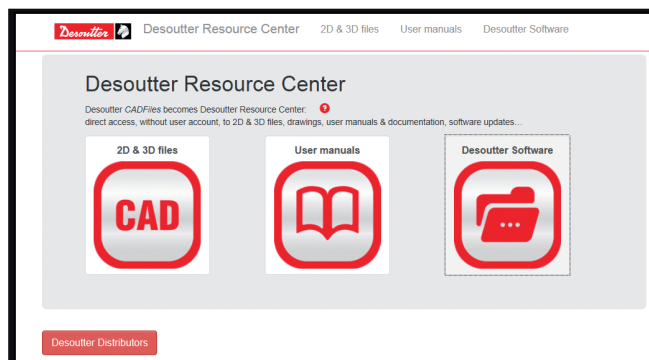 Desoutter Desoutter Resource Center 2D & 3D files User manuals Desoutter Software
Desoutter Resource Center
Desoutter CADFiles becomes Desoutter Resource Center: ?
direct access, without user account, to 2D & 3D files, drawings, user manuals & documentation, software updates...
2D & 3D files User manuals Desoutter Software
CAD
Desoutter Distributors